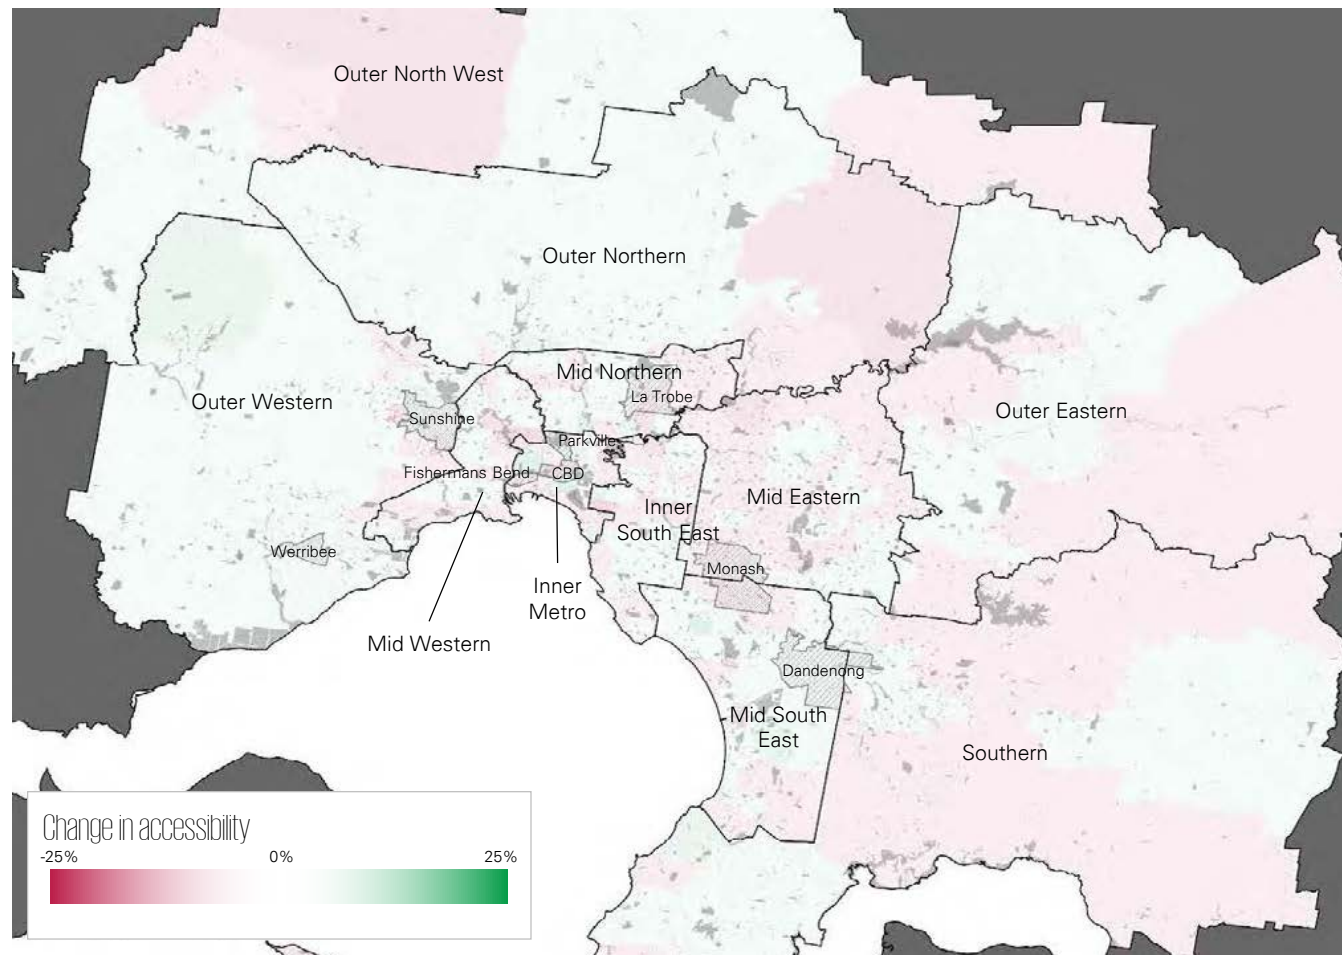 Outer North West
Outer Northern
Mid Northern
La Trobe
Outer Western
Sunshine
Outer Eastern
Parkville
Fishermans Bend
CBD
Mid Eastern
Inner
South East
Werribee
Monash
Inner
Metro
Mid Western
Dandenong
Mid South
East
Southern
Change in accessibility
-25%
0%
25%